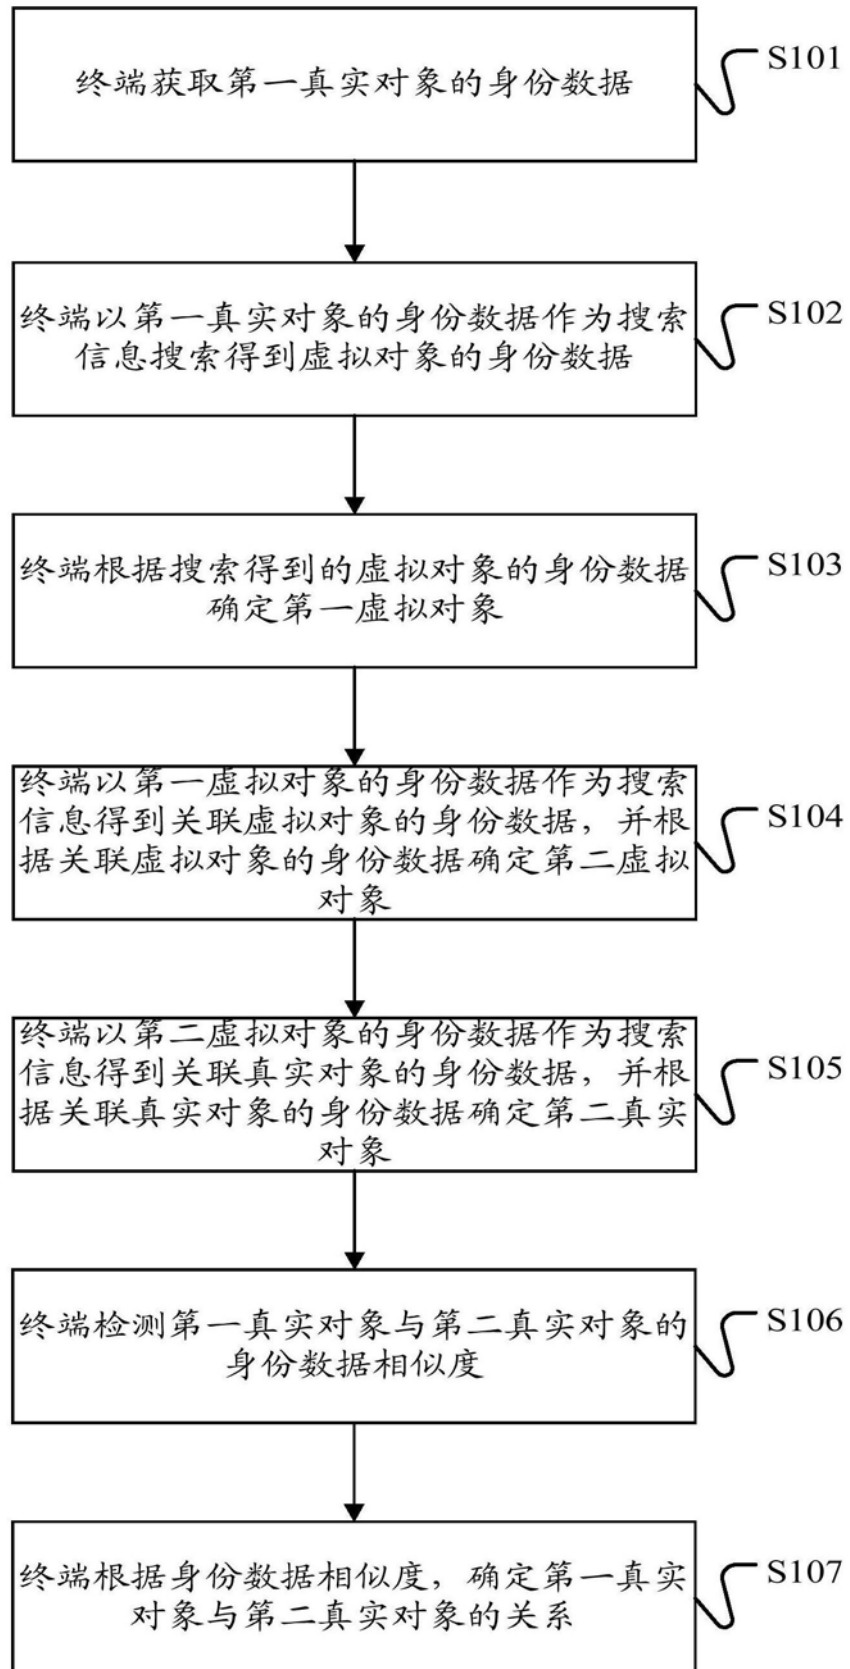 终端获取第一真实对象的身份数据
S101
终端以第一真实对象的身份数据作为搜索
信息搜索得到虚拟对象的身份数据
S102
终端根据搜索得到的虚拟对象的身份数据
确定第一虚拟对象
S103
终端以第一虚拟对象的身份数据作为搜索
信息得到关联虚拟对象的身份数据，并根
据关联虚拟对象的身份数据确定第二虚拟
对象
S104
终端以第二虚拟对象的身份数据作为搜索
信息得到关联真实对象的身份数据，并根
据关联真实对象的身份数据确定第二真实
对象
S105
终端检测第一真实对象与第二真实对象的
身份数据相似度
S106
终端根据身份数据相似度，确定第一真实
对象与第二真实对象的关系
S107